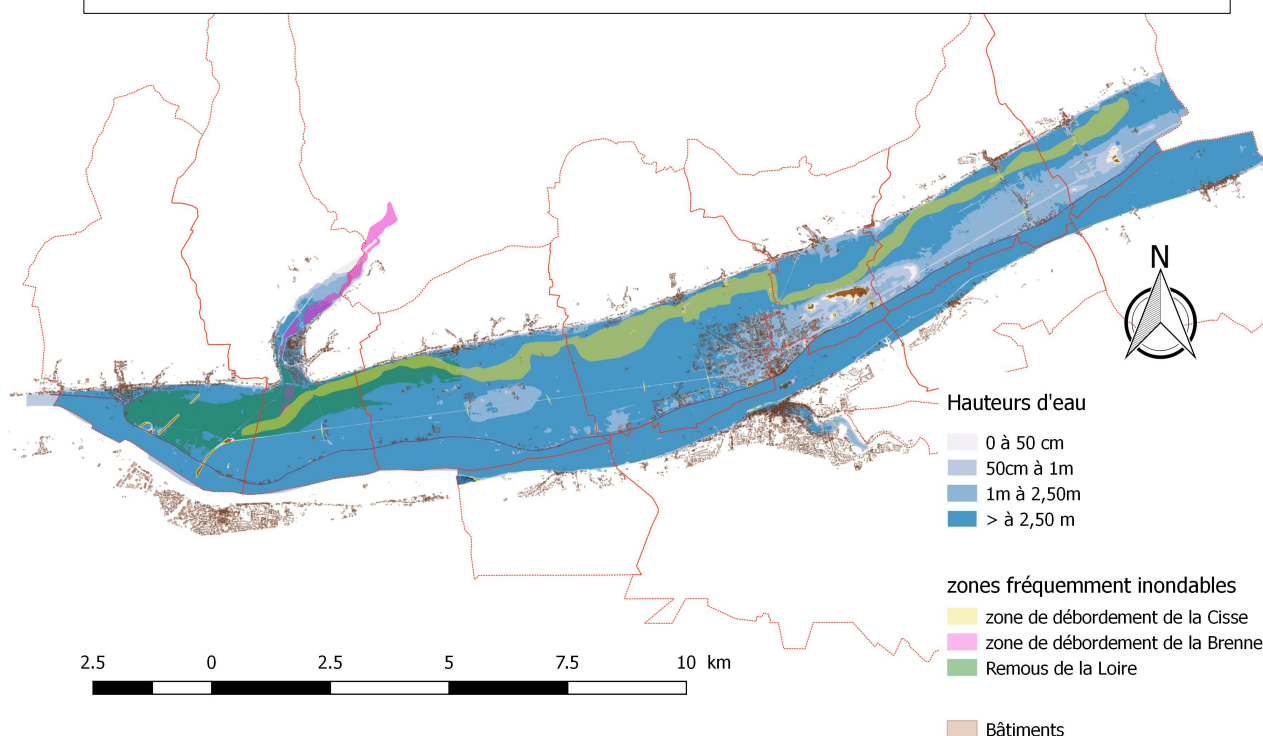 N
Hauteurs d'eau
0 à 50 cm
50cm à 1m
1m à 2,50m
> à 2,50 m
zones fréquemment inondables
zone de débordement de la Cisse
zone de débordement de la Brenne
Remous de la Loire
Bâtiments
2.5 0 2.5 5 7.5 10 km